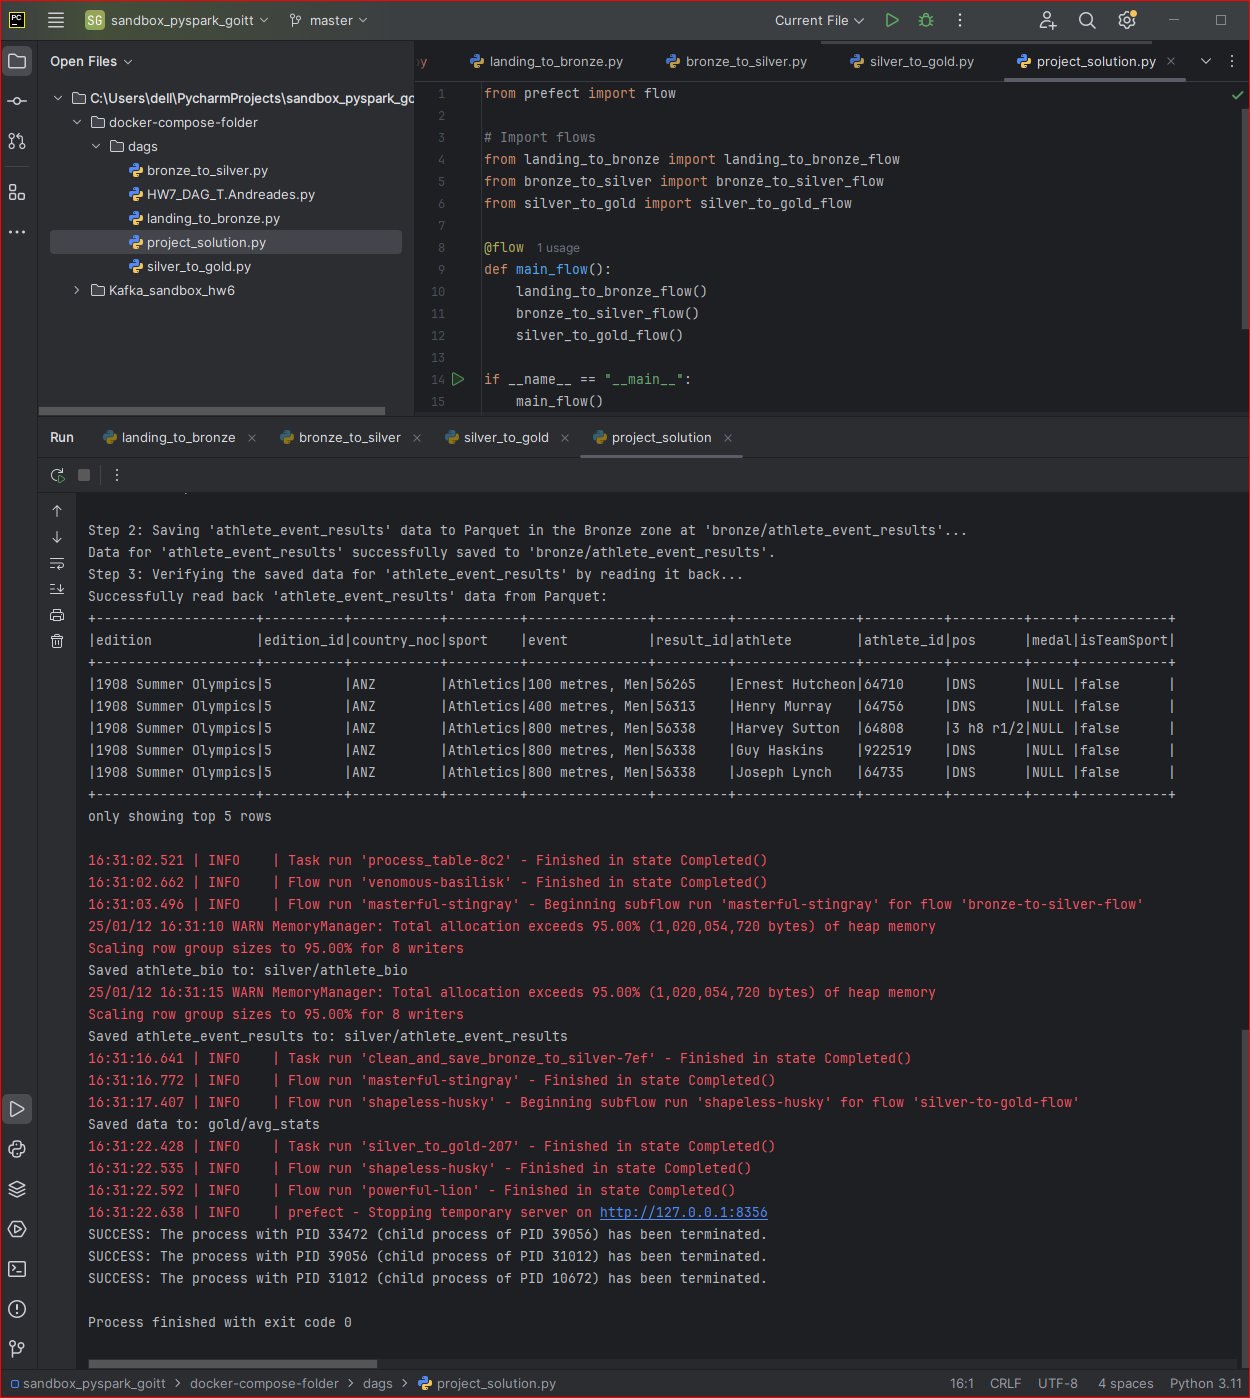 PC
SG sandbox_pyspark_goitt master Current File
Open Files
C:\Users\dell\PycharmProjects\sandbox_pyspark_go
docker-compose-folder
dags
bronze_to_silver.py
HW7_DAG_T.Andreades.py
landing_to_bronze.py
project_solution.py
silver_to_gold.py
Kafka_sandbox_hw6
py landing_to_bronze.py bronze_to_silver.py silver_to_gold.py project_solution.py
1 from prefect import flow
2
3 # Import flows
4 from landing_to_bronze import landing_to_bronze_flow
5 from bronze_to_silver import bronze_to_silver_flow
6 from silver_to_gold import silver_to_gold_flow
7
8 @flow 1 usage
9 def main_flow():
10 landing_to_bronze_flow()
11 bronze_to_silver_flow()
12 silver_to_gold_flow()
13
14 if __name__ == "__main__":
15 main_flow()
Run landing_to_bronze bronze_to_silver silver_to_gold project_solution
Step 2: Saving 'athlete_event_results' data to Parquet in the Bronze zone at 'bronze/athlete_event_results'...
Data for 'athlete_event_results' successfully saved to 'bronze/athlete_event_results'.
Step 3: Verifying the saved data for 'athlete_event_results' by reading it back...
Successfully read back 'athlete_event_results' data from Parquet:
+--------------------+----------+-----------+---------+---------------+---------+---------------+----------+---------+-----+-----------+
|edition             |edition_id|country_noc|sport    |event          |result_id|athlete        |athlete_id|pos      |medal|isTeamSport|
+--------------------+----------+-----------+---------+---------------+---------+---------------+----------+---------+-----+-----------+
|1908 Summer Olympics|5         |ANZ        |Athletics|100 metres, Men|56265    |Ernest Hutcheon|64710     |DNS      |NULL |false      |
|1908 Summer Olympics|5         |ANZ        |Athletics|400 metres, Men|56313    |Henry Murray   |64756     |DNS      |NULL |false      |
|1908 Summer Olympics|5         |ANZ        |Athletics|800 metres, Men|56338    |Harvey Sutton  |64808     |3 h8 r1/2|NULL |false      |
|1908 Summer Olympics|5         |ANZ        |Athletics|800 metres, Men|56338    |Guy Haskins    |922519    |DNS      |NULL |false      |
|1908 Summer Olympics|5         |ANZ        |Athletics|800 metres, Men|56338    |Joseph Lynch   |64735     |DNS      |NULL |false      |
+--------------------+----------+-----------+---------+---------------+---------+---------------+----------+---------+-----+-----------+
only showing top 5 rows
16:31:02.521 | INFO    | Task run 'process_table-8c2' - Finished in state Completed()
16:31:02.662 | INFO    | Flow run 'venomous-basilisk' - Finished in state Completed()
16:31:03.496 | INFO    | Flow run 'masterful-stingray' - Beginning subflow run 'masterful-stingray' for flow 'bronze-to-silver-flow'
25/01/12 16:31:10 WARN MemoryManager: Total allocation exceeds 95.00% (1,020,054,720 bytes) of heap memory
Scaling row group sizes to 95.00% for 8 writers
Saved athlete_bio to: silver/athlete_bio
25/01/12 16:31:15 WARN MemoryManager: Total allocation exceeds 95.00% (1,020,054,720 bytes) of heap memory
Scaling row group sizes to 95.00% for 8 writers
Saved athlete_event_results to: silver/athlete_event_results
16:31:16.641 | INFO    | Task run 'clean_and_save_bronze_to_silver-7ef' - Finished in state Completed()
16:31:16.772 | INFO    | Flow run 'masterful-stingray' - Finished in state Completed()
16:31:17.407 | INFO    | Flow run 'shapeless-husky' - Beginning subflow run 'shapeless-husky' for flow 'silver-to-gold-flow'
Saved data to: gold/avg_stats
16:31:22.428 | INFO    | Task run 'silver_to_gold-207' - Finished in state Completed()
16:31:22.535 | INFO    | Flow run 'shapeless-husky' - Finished in state Completed()
16:31:22.592 | INFO    | Flow run 'powerful-lion' - Finished in state Completed()
16:31:22.638 | INFO    | prefect - Stopping temporary server on http://127.0.0.1:8356
SUCCESS: The process with PID 33472 (child process of PID 39056) has been terminated.
SUCCESS: The process with PID 39056 (child process of PID 31012) has been terminated.
SUCCESS: The process with PID 31012 (child process of PID 10672) has been terminated.
Process finished with exit code 0
sandbox_pyspark_goitt docker-compose-folder dags project_solution.py 16:1 CRLF UTF-8 4 spaces Python 3.11